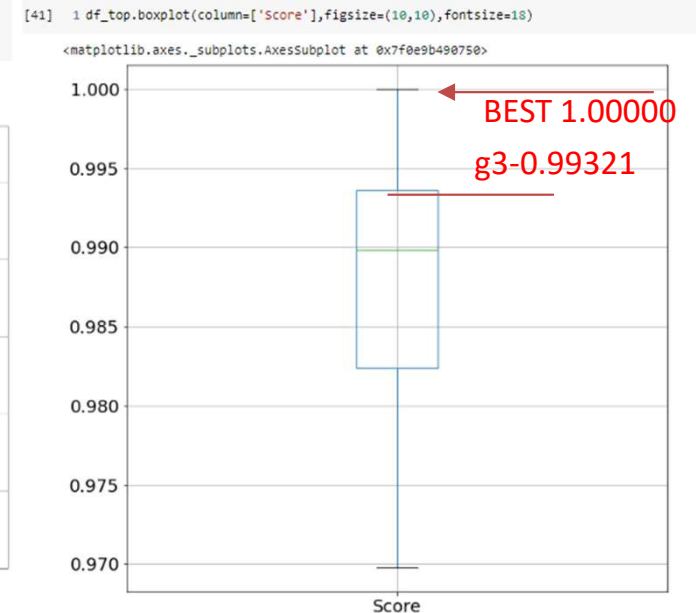 [41] 1 df_top.boxplot(column=['Score'],figsize=(10,10),fontsize=18)
<matplotlib.axes._subplots.AxesSubplot at 0x7f0e9b490750>
1.000
BEST 1.00000
0.995
g3-0.99321
0.990
0.985
0.980
0.975
0.970
Score